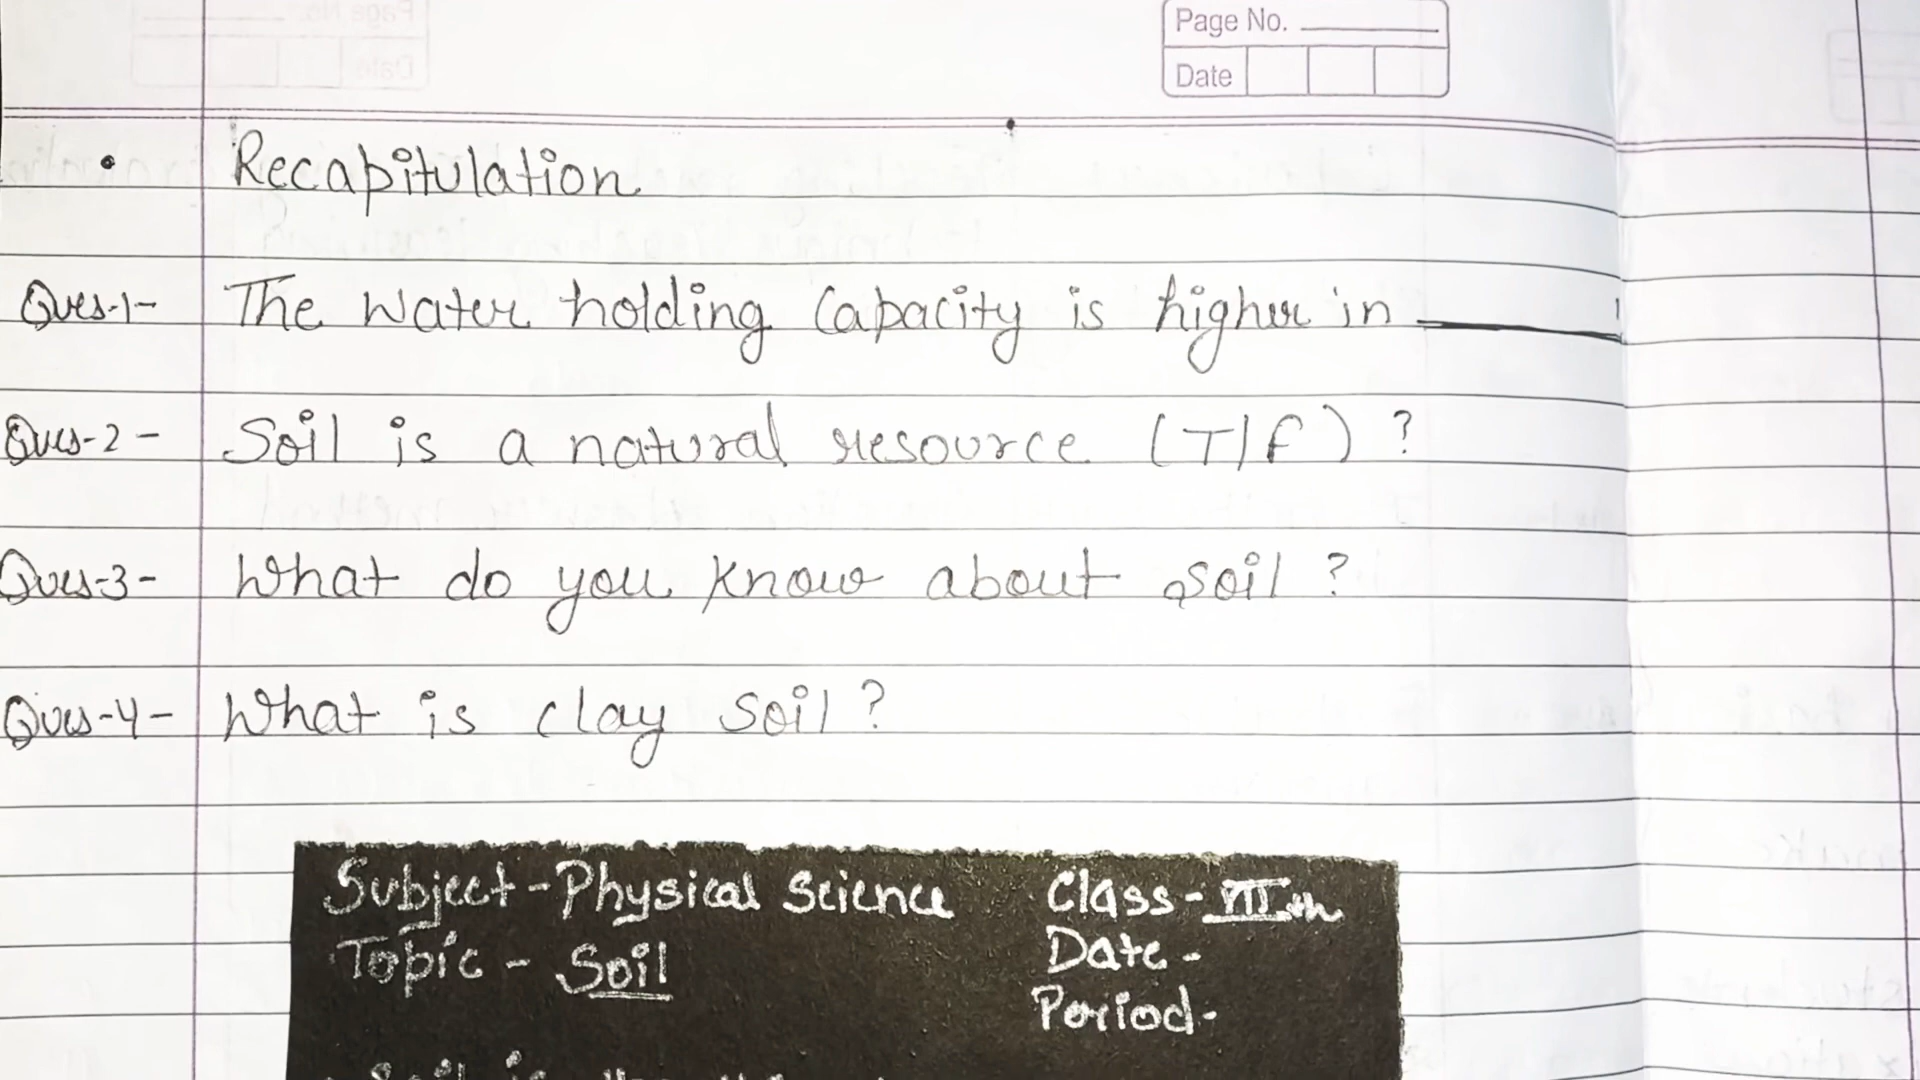 Page No.
Date
• Recapitulation
Ques-1- The water holding Capacity is higher in
Ques-2- Soil is a natural resource (T/F) ?
Ques-3- What do you know about soil ?
Ques-4- What is clay soil ?
Subject - Physical Science Class -
Topic - Soil Date -
Period -